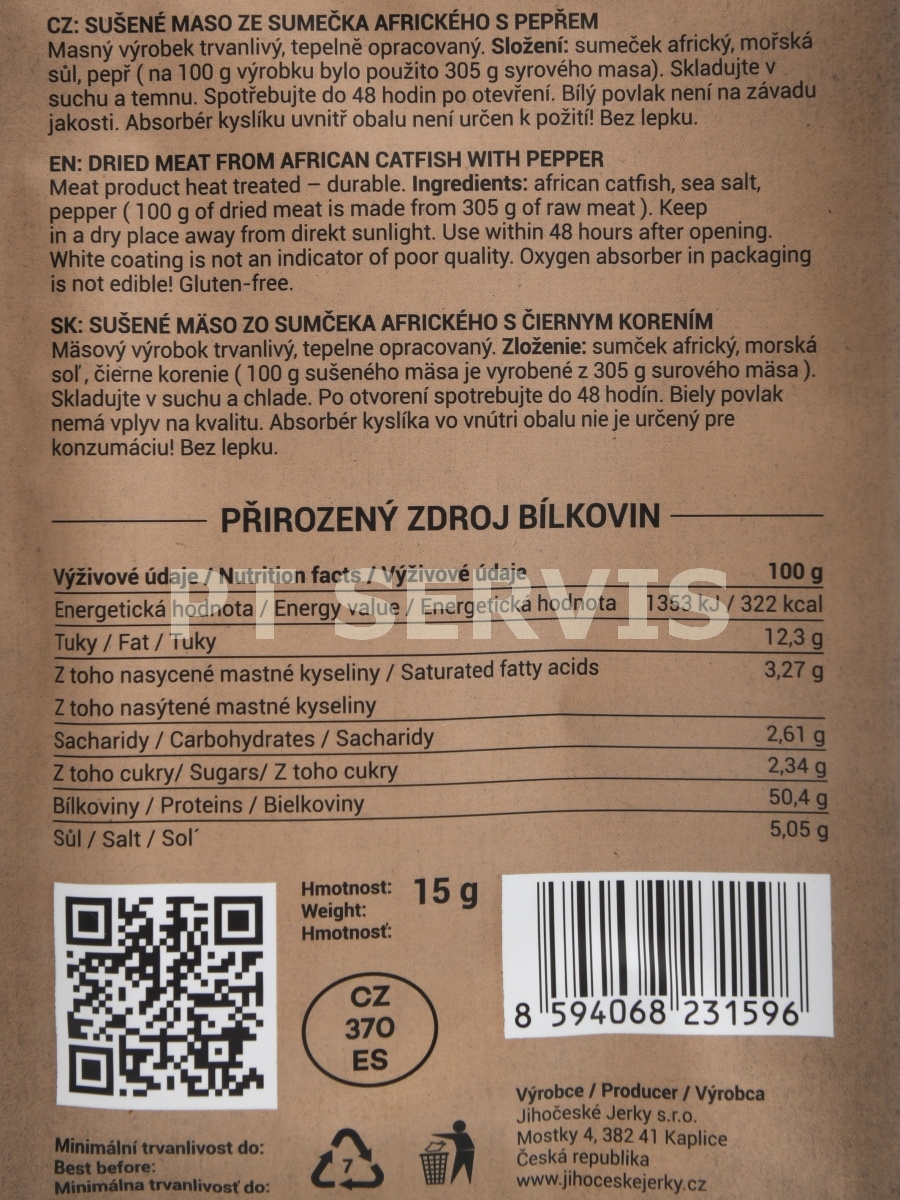 CZ: SUŠENÉ MASO ZE SUMEČKA AFRICKÉHO S PEPŘEM
Masný výrobek trvanlivý, tepelně opracovaný. Složení: sumeček africký, mořská
sůl, pepř ( na 100 g výrobku bylo použito 305 g syrového masa). Skladujte v
suchu a temnu. Spotřebujte do 48 hodin po otevření. Bílý povlak není na závadu
jakosti. Absorbér kyslíku uvnitř obalu není určen k požití! Bez lepku.
EN: DRIED MEAT FROM AFRICAN CATFISH WITH PEPPER
Meat product heat treated – durable. Ingredients: african catfish, sea salt,
pepper ( 100 g of dried meat is made from 305 g of raw meat ). Keep
in a dry place away from direkt sunlight. Use within 48 hours after opening.
White coating is not an indicator of poor quality. Oxygen absorber in packaging
is not edible! Gluten-free.
SK: SUŠENÉ MÄSO ZO SUMČEKA AFRICKÉHO S ČIERNYM KORENÍM
Mäsový výrobok trvanlivý, tepelne opracovaný. Zloženie: sumček africký, morská
soľ, čierne korenie ( 100 g sušeného mäsa je vyrobené z 305 g surového mäsa ).
Skladujte v suchu a chlade. Po otvorení spotrebujte do 48 hodín. Biely povlak
nemá vplyv na kvalitu. Absorbér kyslíka vo vnútri obalu nie je určený pre
konzumáciu! Bez lepku.
PŘIROZENÝ ZDROJ BÍLKOVIN
Výživové údaje / Nutrition facts / Výživové údaje 100 g
PT SERVIS
Energetická hodnota / Energy value / Energetická hodnota 1353 kJ / 322 kcal
Tuky / Fat / Tuky 12,3 g
Z toho nasycené mastné kyseliny / Saturated fatty acids 3,27 g
Z toho nasýtené mastné kyseliny
Sacharidy / Carbohydrates / Sacharidy 2,61 g
Z toho cukry/ Sugars/ Z toho cukry 2,34 g
Bílkoviny / Proteins / Bielkoviny 50,4 g
Sůl / Salt / Sol´ 5,05 g
Hmotnost: 15 g
Weight:
Hmotnosť:
CZ
370
ES
8 594068 231596
Výrobce / Producer / Výrobca
Jihočeské Jerky s.r.o.
Mostky 4, 382 41 Kaplice
Česká republika
www.jihoceskejerky.cz
Minimální trvanlivost do:
Best before:
Minimálna trvanlivosť do:
7